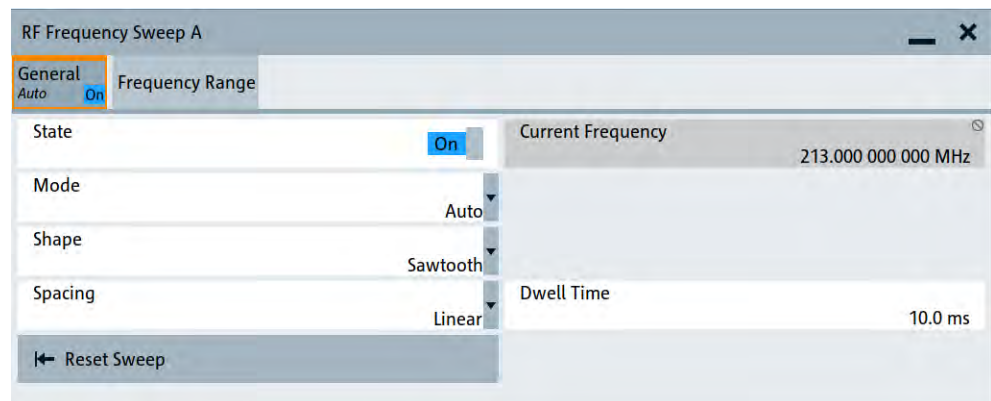 RF Frequency Sweep A
General
Auto On
Frequency Range
State
On
Current Frequency
213.000 000 000 MHz
Mode
Auto
Shape
Sawtooth
Spacing
Linear
Dwell Time
10.0 ms
Reset Sweep